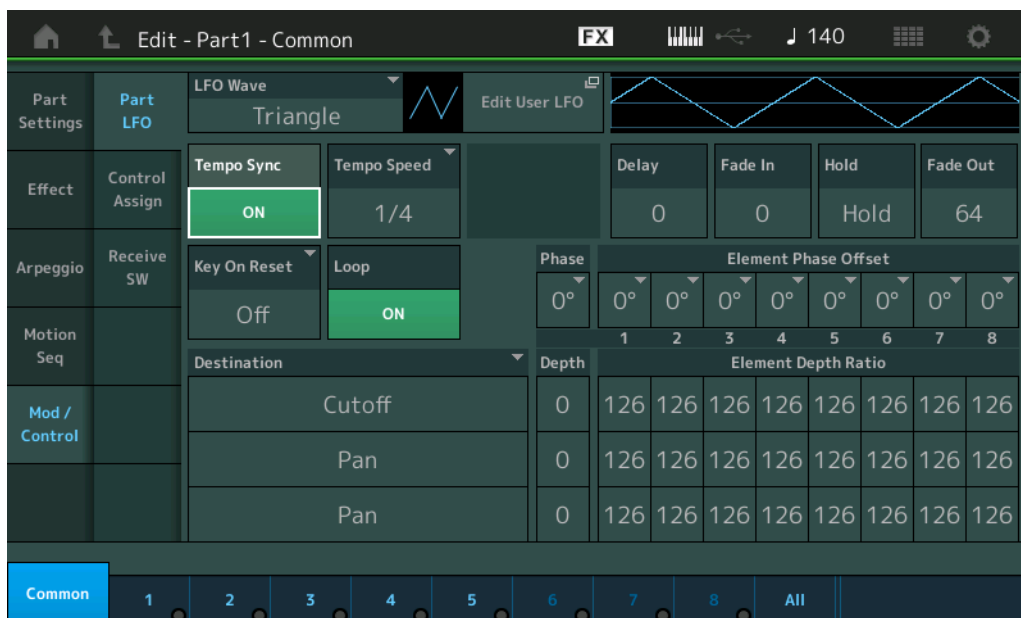 Edit - Part1 - Common
FX
♩ 140
Part Settings
Part LFO
LFO Wave
Triangle
Edit User LFO
Effect
Control Assign
Tempo Sync
ON
Tempo Speed
1/4
Delay
0
Fade In
0
Hold
Hold
Fade Out
64
Arpeggio
Receive SW
Key On Reset
Off
Loop
ON
Phase
0°
Element Phase Offset
0° 0° 0° 0° 0° 0° 0° 0°
1 2 3 4 5 6 7 8
Motion Seq
Destination
Depth
Element Depth Ratio
Mod / Control
Cutoff 0 126 126 126 126 126 126 126 126
Pan 0 126 126 126 126 126 126 126 126
Pan 0 126 126 126 126 126 126 126 126
Common 1 2 3 4 5 6 7 8 All